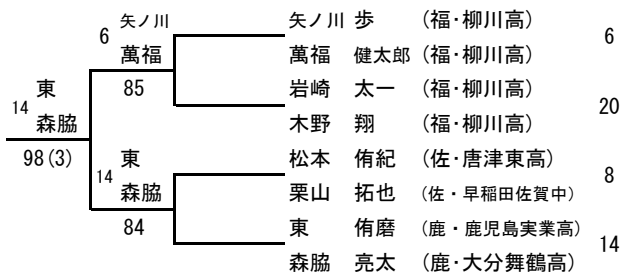 矢ノ川 歩 (福・柳川高)
6
萬福 健太郎 (福・柳川高)
岩崎 太一 (福・柳川高)
20
木野 翔 (福・柳川高)
松本 侑紀 (佐・唐津東高)
8
栗山 拓也 (佐・早稲田佐賀中)
東 侑磨 (鹿・鹿児島実業高)
14
森脇 亮太 (鹿・大分舞鶴高)
6
矢ノ川
萬福
85
14
東
森脇
84
14
東
森脇
98(3)